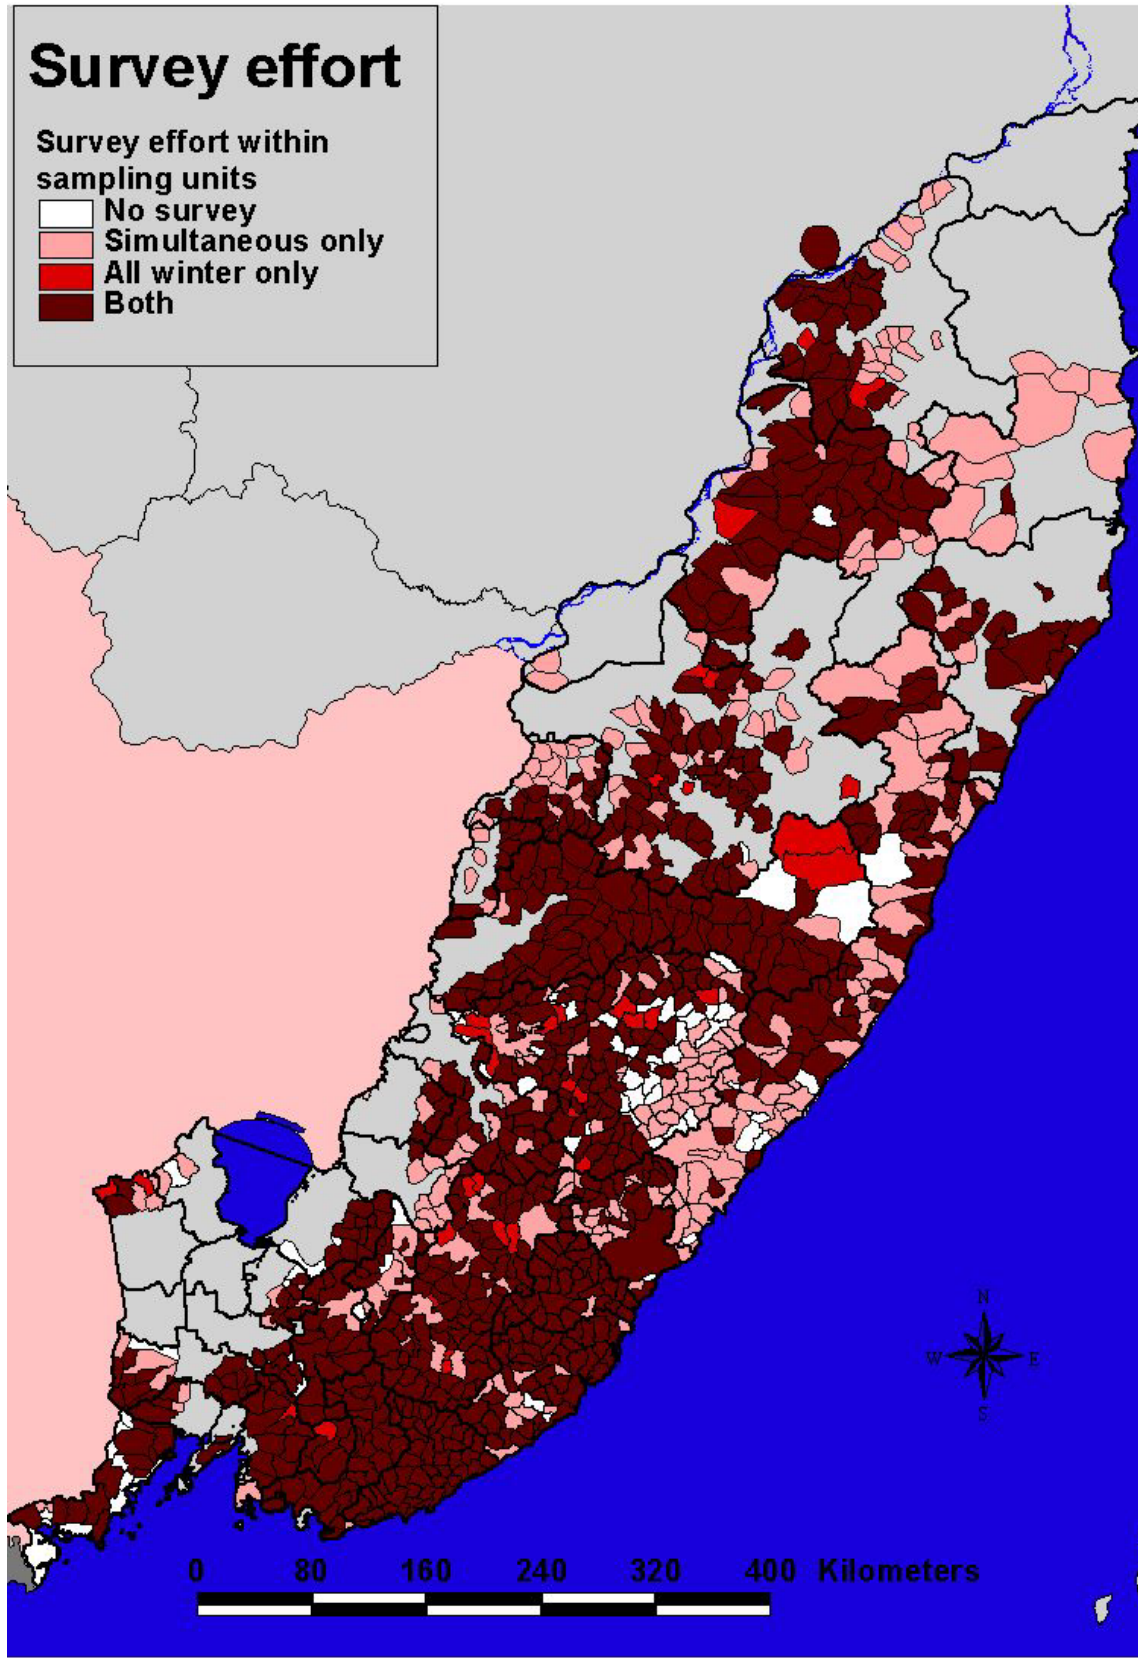 Survey effort
Survey effort within
sampling units
No survey
Simultaneous only
All winter only
Both
N
W E
S
0 80 160 240 320 400 Kilometers